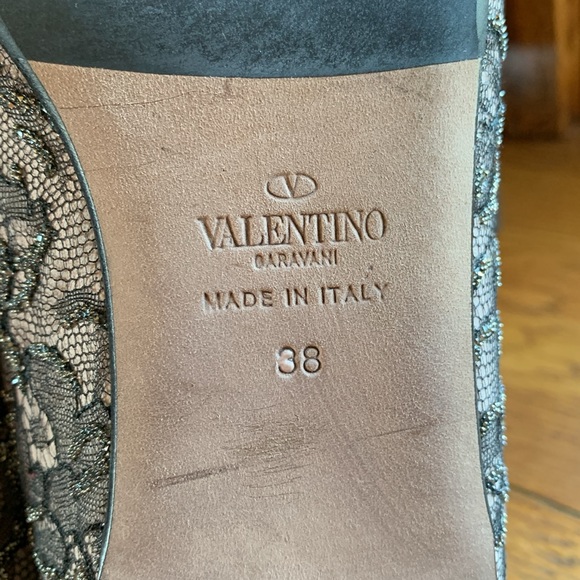 V
VALENTINO
GARAVANI
MADE IN ITALY
38